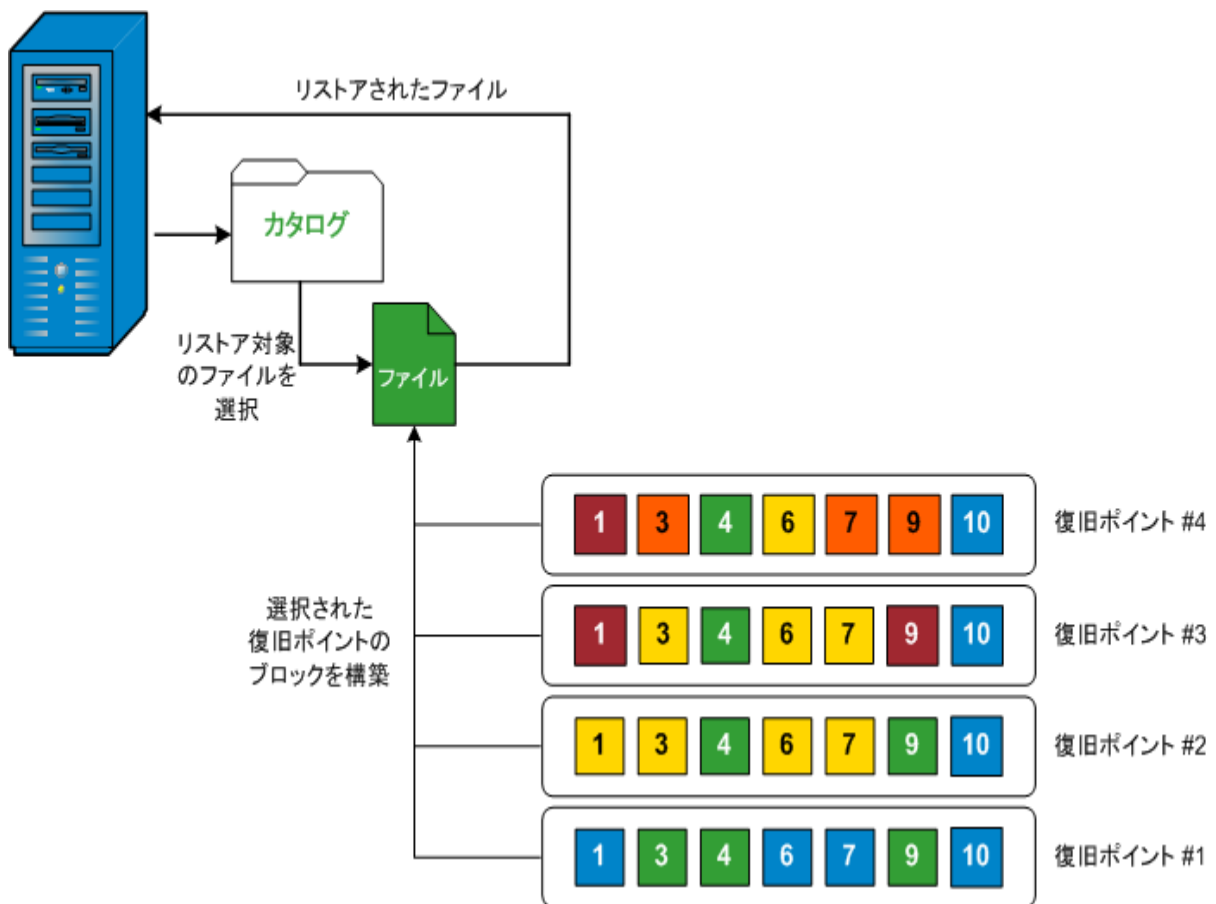 リストアされたファイル
カタログ
リストア対象
のファイルを
選択
ファイル
1 3 4 6 7 9 10 復旧ポイント #4
選択された
復旧ポイントの
ブロックを構築
1 3 4 6 7 9 10 復旧ポイント #3
1 3 4 6 7 9 10 復旧ポイント #2
1 3 4 6 7 9 10 復旧ポイント #1